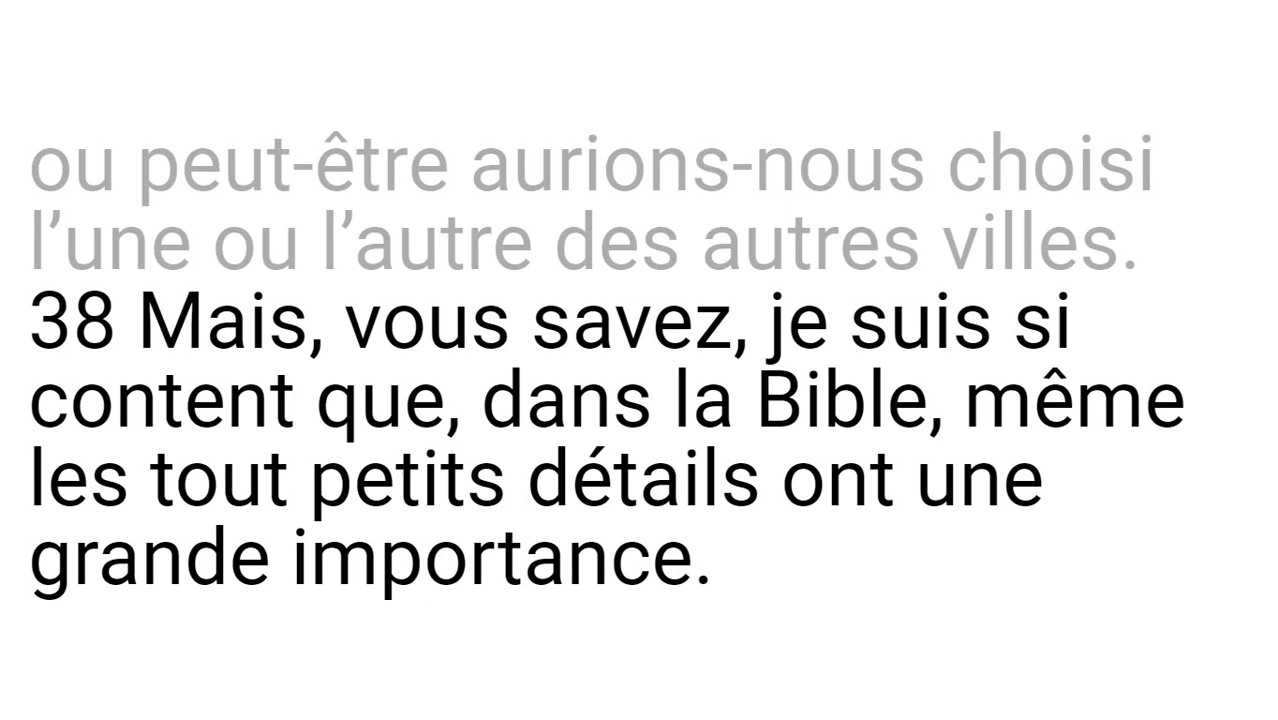 ou peut-être aurions-nous choisi
l’une ou l’autre des autres villes.
38 Mais, vous savez, je suis si
content que, dans la Bible, même
les tout petits détails ont une
grande importance.